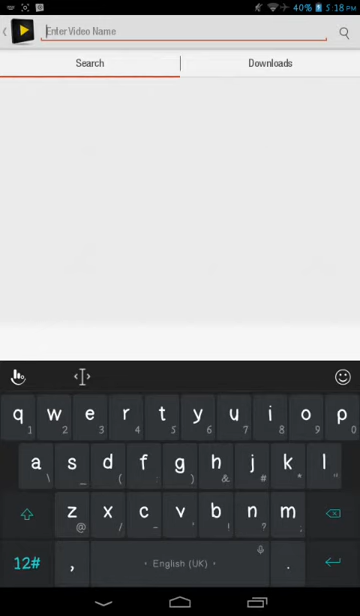 40% 5:18 PM
Enter Video Name
Search Downloads
q w e r t y u i o p
1 2 3 4 5 6 7 8 9 0
a s d f g h j k l
\ _ ( : ) & # * "
z x c v b n m
@ / - ' ! ? ;
12# , English (UK) .